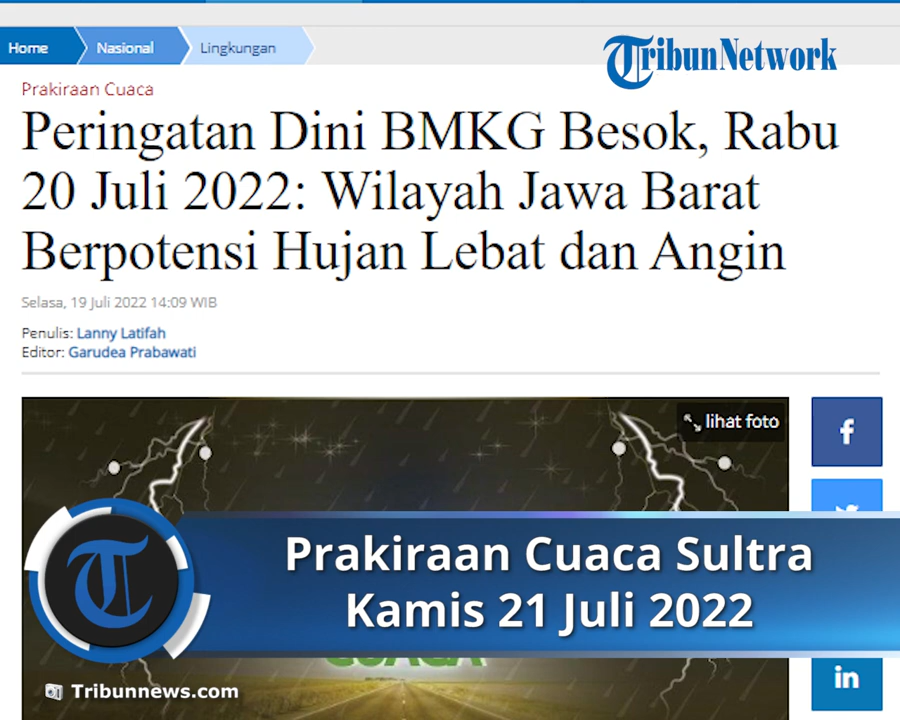 Home Nasional Lingkungan
TribunNetwork
Prakiraan Cuaca
Peringatan Dini BMKG Besok, Rabu
20 Juli 2022: Wilayah Jawa Barat
Berpotensi Hujan Lebat dan Angin
Selasa, 19 Juli 2022 14:09 WIB
Penulis: Lanny Latifah
Editor: Garudea Prabawati
lihat foto
f
T
Prakiraan Cuaca Sultra
Kamis 21 Juli 2022
CUACA
Tribunnews.com
in